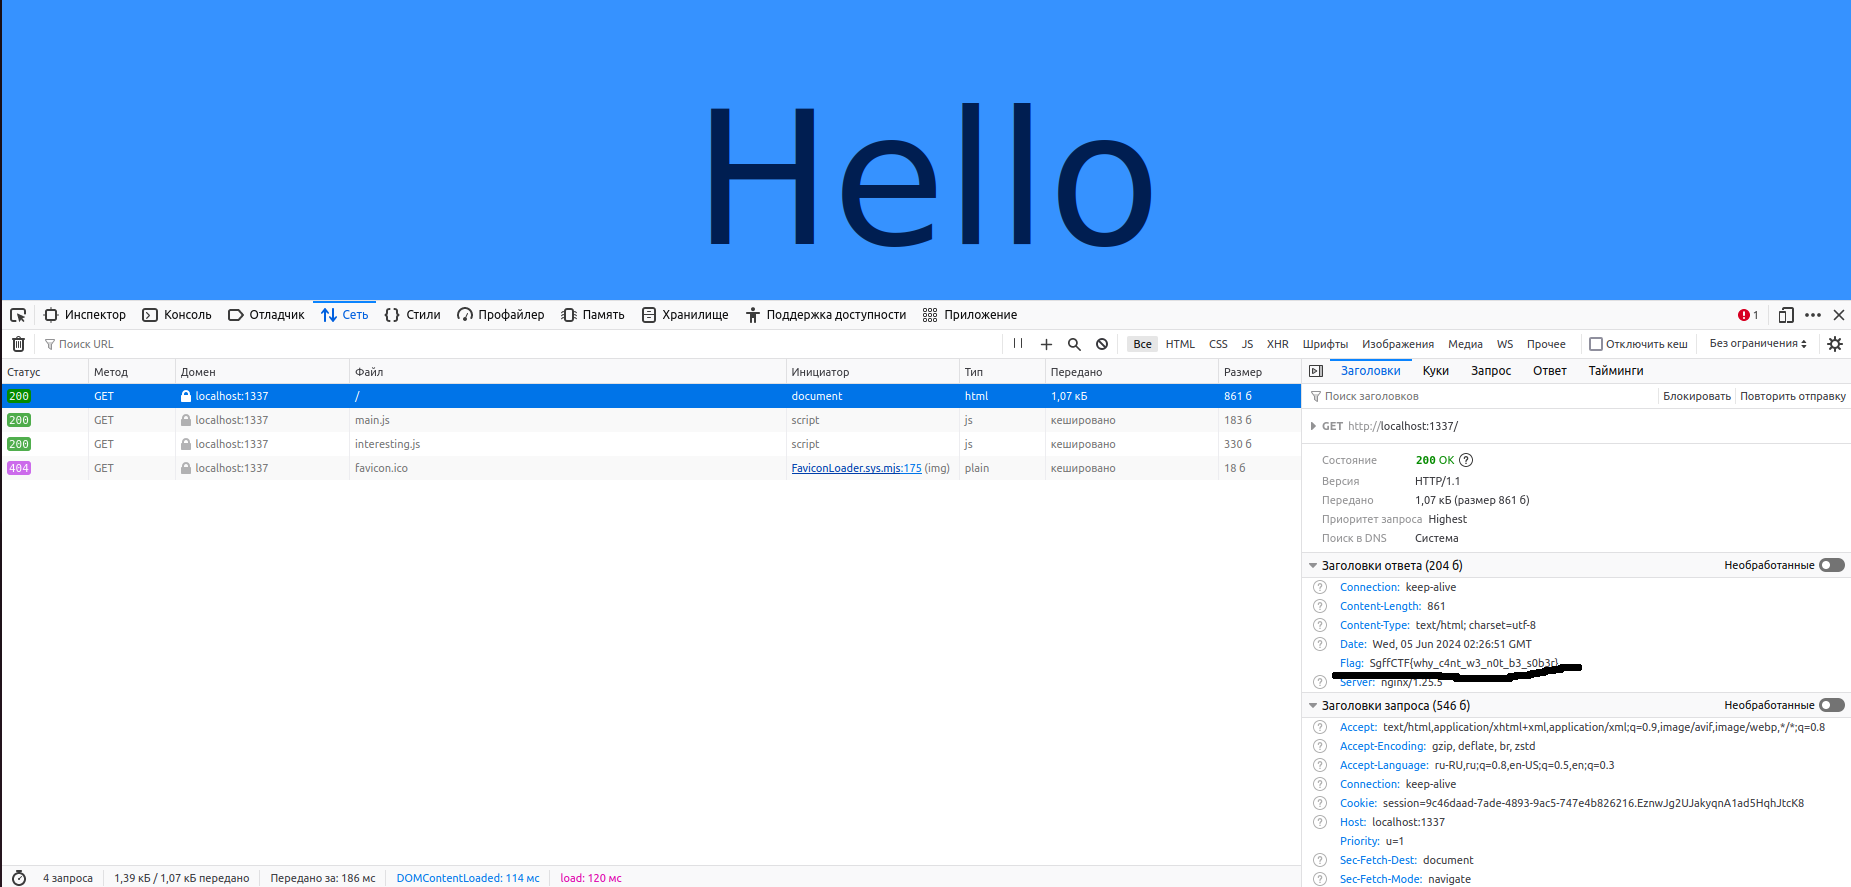 Hello
Инспектор Консоль Отладчик Сеть Стили Профайлер Память Хранилище Поддержка доступности Приложение 1
Поиск URL Все HTML CSS JS XHR Шрифты Изображения Медиа WS Прочее Отключить кеш Без ограничения
Статус Метод Домен Файл Инициатор Тип Передано Размер
200 GET localhost:1337 / document html 1,07 кБ 861 б
200 GET localhost:1337 main.js script js кешировано 183 б
200 GET localhost:1337 interesting.js script js кешировано 330 б
404 GET localhost:1337 favicon.ico FaviconLoader.sys.mjs:175 (img) plain кешировано 18 б
Заголовки Куки Запрос Ответ Тайминги
Поиск заголовков Блокировать Повторить отправку
GET http://localhost:1337/
Состояние 200 OK
Версия HTTP/1.1
Передано 1,07 кБ (размер 861 б)
Приоритет запроса Highest
Поиск в DNS Система
Заголовки ответа (204 б) Необработанные
Connection: keep-alive
Content-Length: 861
Content-Type: text/html; charset=utf-8
Date: Wed, 05 Jun 2024 02:26:51 GMT
Flag: SgffCTF{why_c4nt_w3_n0t_b3_s0b3r}
Server: nginx/1.25.5
Заголовки запроса (546 б) Необработанные
Accept: text/html,application/xhtml+xml,application/xml;q=0.9,image/avif,image/webp,*/*;q=0.8
Accept-Encoding: gzip, deflate, br, zstd
Accept-Language: ru-RU,ru;q=0.8,en-US;q=0.5,en;q=0.3
Connection: keep-alive
Cookie: session=9c46daad-7ade-4893-9ac5-747e4b826216.EznwJg2UJakyqnA1ad5HqhJtcK8
Host: localhost:1337
Priority: u=1
Sec-Fetch-Dest: document
Sec-Fetch-Mode: navigate
4 запроса 1,39 кБ / 1,07 кБ передано Передано за: 186 мс DOMContentLoaded: 114 мс load: 120 мс